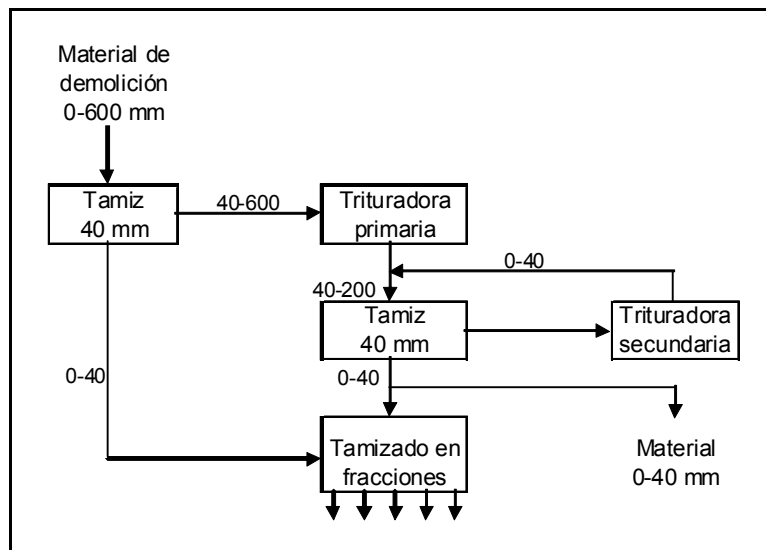 Material de
demolición
0-600 mm
Tamiz
40 mm
40-600
Trituradora
primaria
0-40
40-200
Tamiz
40 mm
Trituradora
secundaria
0-40
0-40
Tamizado en
fracciones
Material
0-40 mm